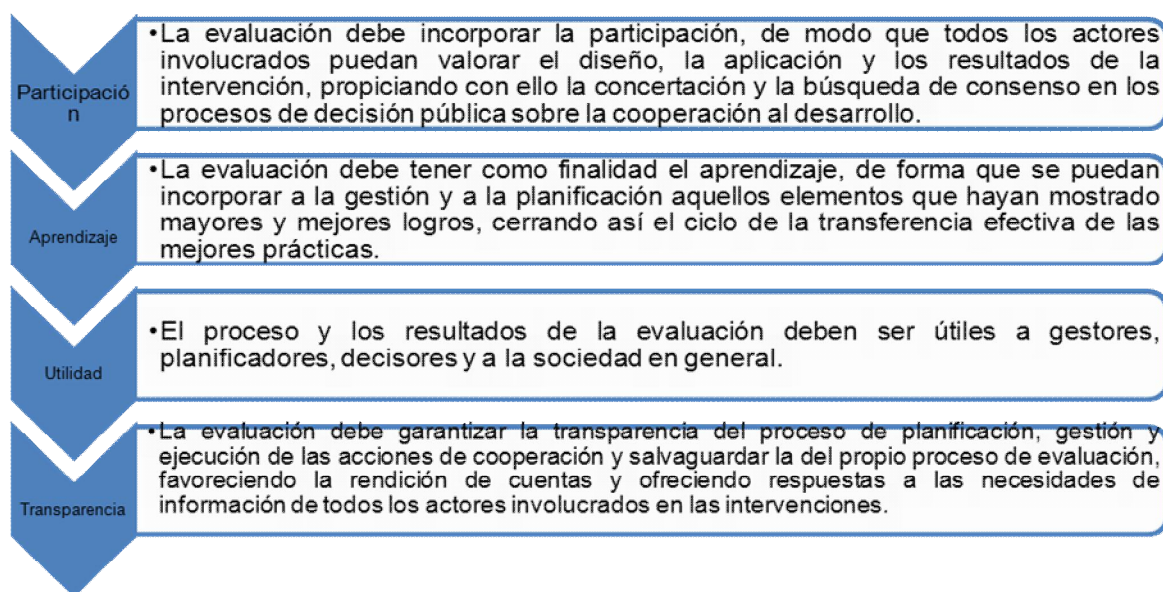 Participació
n
•La evaluación debe incorporar la participación, de modo que todos los actores
involucrados puedan valorar el diseño, la aplicación y los resultados de la
intervención, propiciando con ello la concertación y la búsqueda de consenso en los
procesos de decisión pública sobre la cooperación al desarrollo.
Aprendizaje
•La evaluación debe tener como finalidad el aprendizaje, de forma que se puedan
incorporar a la gestión y a la planificación aquellos elementos que hayan mostrado
mayores y mejores logros, cerrando así el ciclo de la transferencia efectiva de las
mejores prácticas.
Utilidad
•El proceso y los resultados de la evaluación deben ser útiles a gestores,
planificadores, decisores y a la sociedad en general.
Transparencia
•La evaluación debe garantizar la transparencia del proceso de planificación, gestión y
ejecución de las acciones de cooperación y salvaguardar la del propio proceso de evaluación,
favoreciendo la rendición de cuentas y ofreciendo respuestas a las necesidades de
información de todos los actores involucrados en las intervenciones.